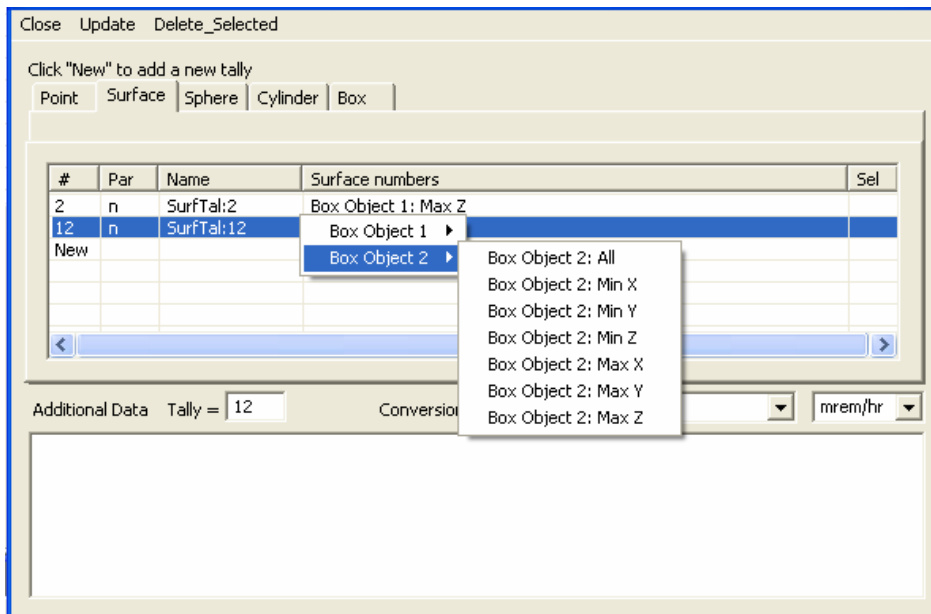 Close Update Delete_Selected
Click "New" to add a new tally
Point Surface Sphere Cylinder Box
# Par Name Surface numbers Sel
2 n SurfTal:2 Box Object 1: Max Z
12 n SurfTal:12
New
Box Object 1
Box Object 2
Box Object 2: All
Box Object 2: Min X
Box Object 2: Min Y
Box Object 2: Min Z
Box Object 2: Max X
Box Object 2: Max Y
Box Object 2: Max Z
Additional Data Tally = 12 Conversio mrem/hr